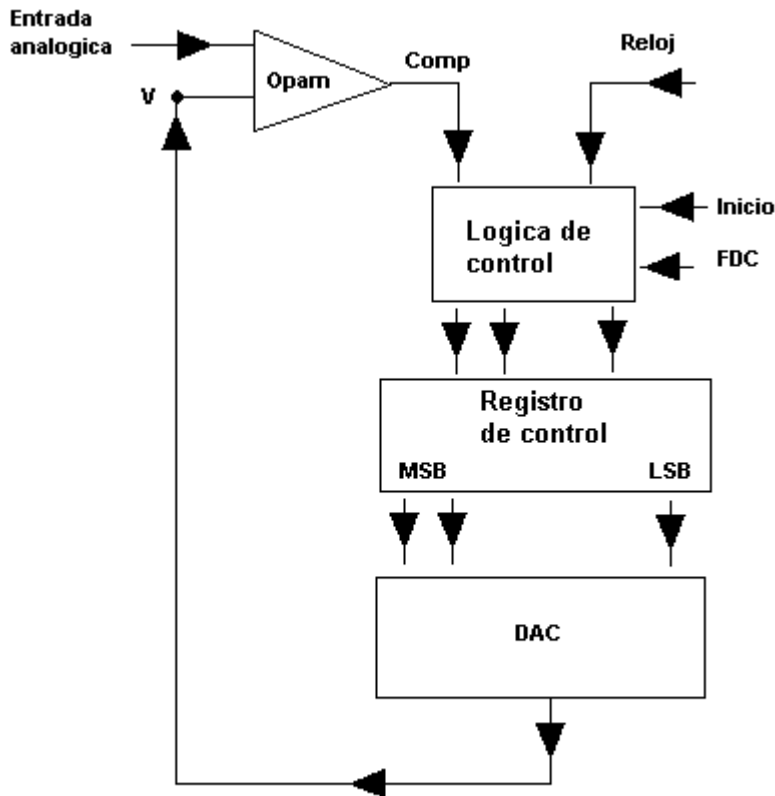 Entrada
analogica
V
Opam
Comp
Reloj
Inicio
FDC
Logica de
control
Registro
de control
MSB
LSB
DAC